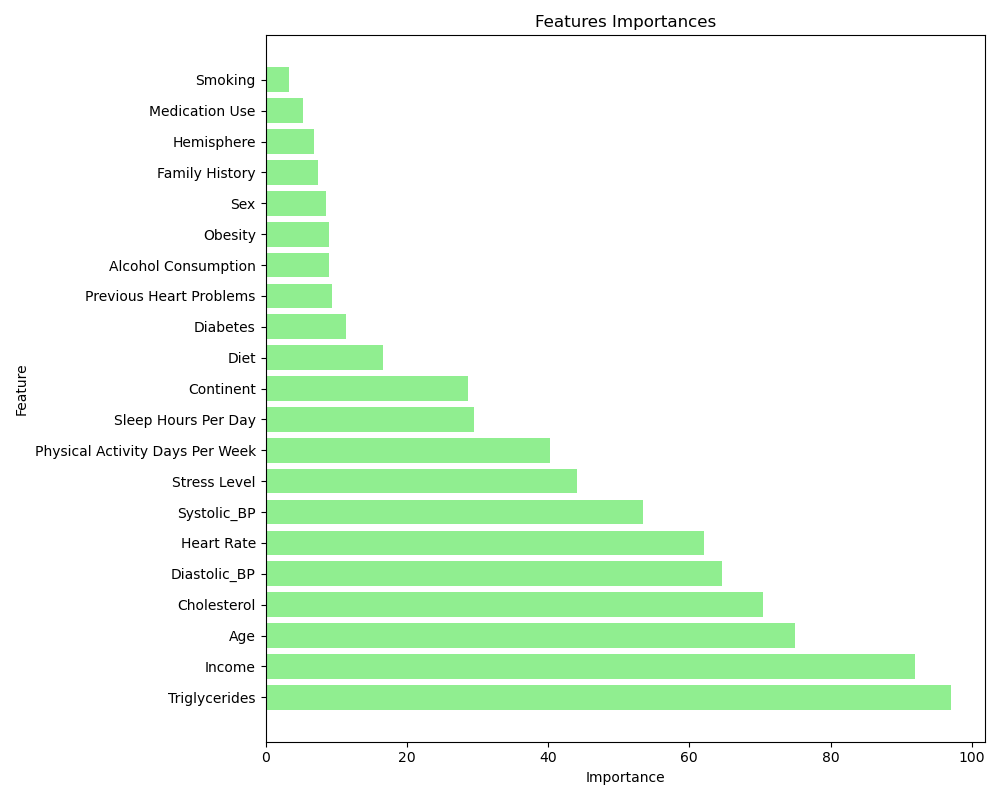 Features Importances
Smoking
Medication Use
Hemisphere
Family History
Sex
Obesity
Alcohol Consumption
Previous Heart Problems
Diabetes
Diet
Continent
Sleep Hours Per Day
Physical Activity Days Per Week
Stress Level
Systolic_BP
Heart Rate
Diastolic_BP
Cholesterol
Age
Income
Triglycerides
Feature
0 20 40 60 80 100
Importance